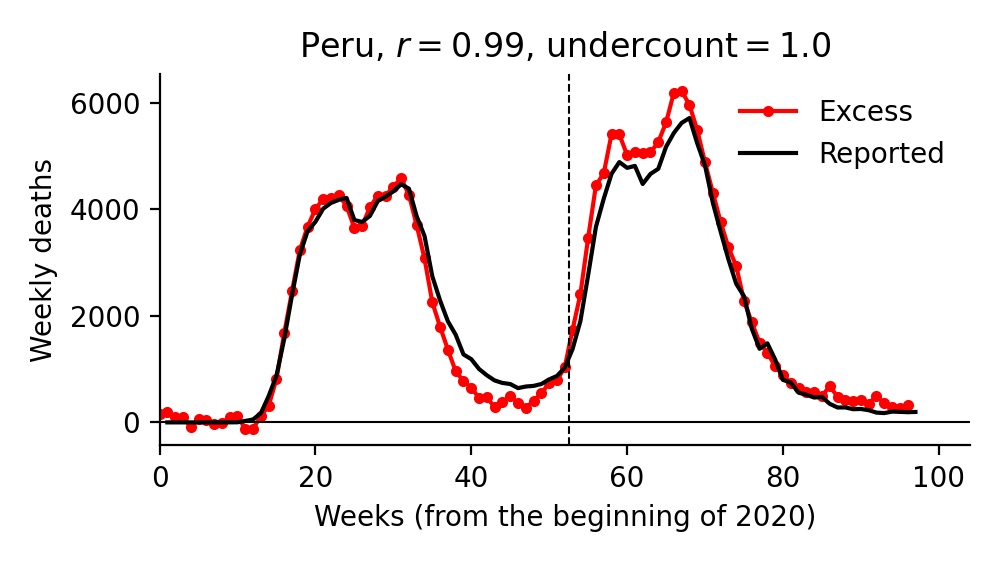 Peru, r = 0.99, undercount = 1.0
Excess
Reported
Weekly deaths
6000
4000
2000
0
0 20 40 60 80 100
Weeks (from the beginning of 2020)